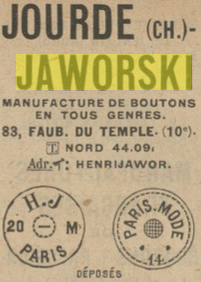 JOURDE (CH.)-
JAWORSKI
MANUFACTURE DE BOUTONS
EN TOUS GENRES.
83, FAUB. DU TEMPLE. (10e).
T NORD 44.09.
Adr. HENRIJAWOR.
H.J
20 M
PARIS
PARIS.MODE
14
DÉPOSÉS